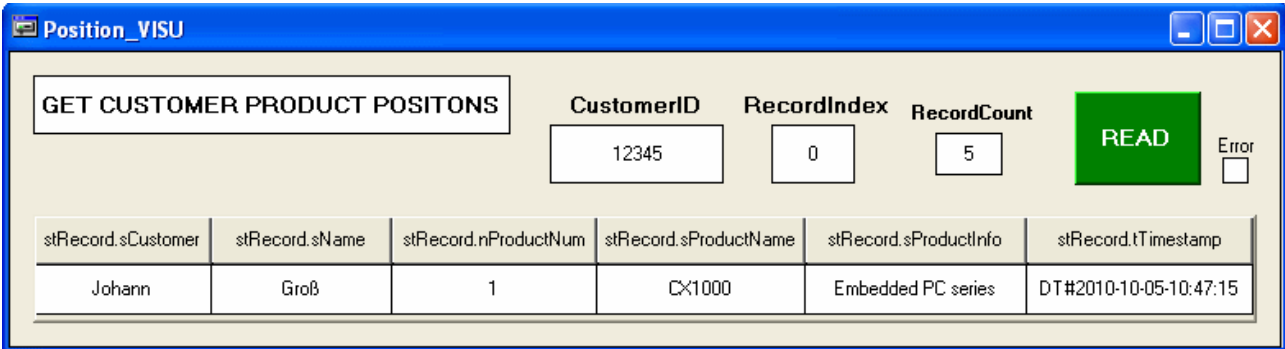 Position_VISU
GET CUSTOMER PRODUCT POSITONS
CustomerID
RecordIndex
RecordCount
12345
0
5
READ
Error
stRecord.sCustomer stRecord.sName stRecord.nProductNum stRecord.sProductName stRecord.sProductInfo stRecord.tTimestamp
Johann Groß 1 CX1000 Embedded PC series DT#2010-10-05-10:47:15